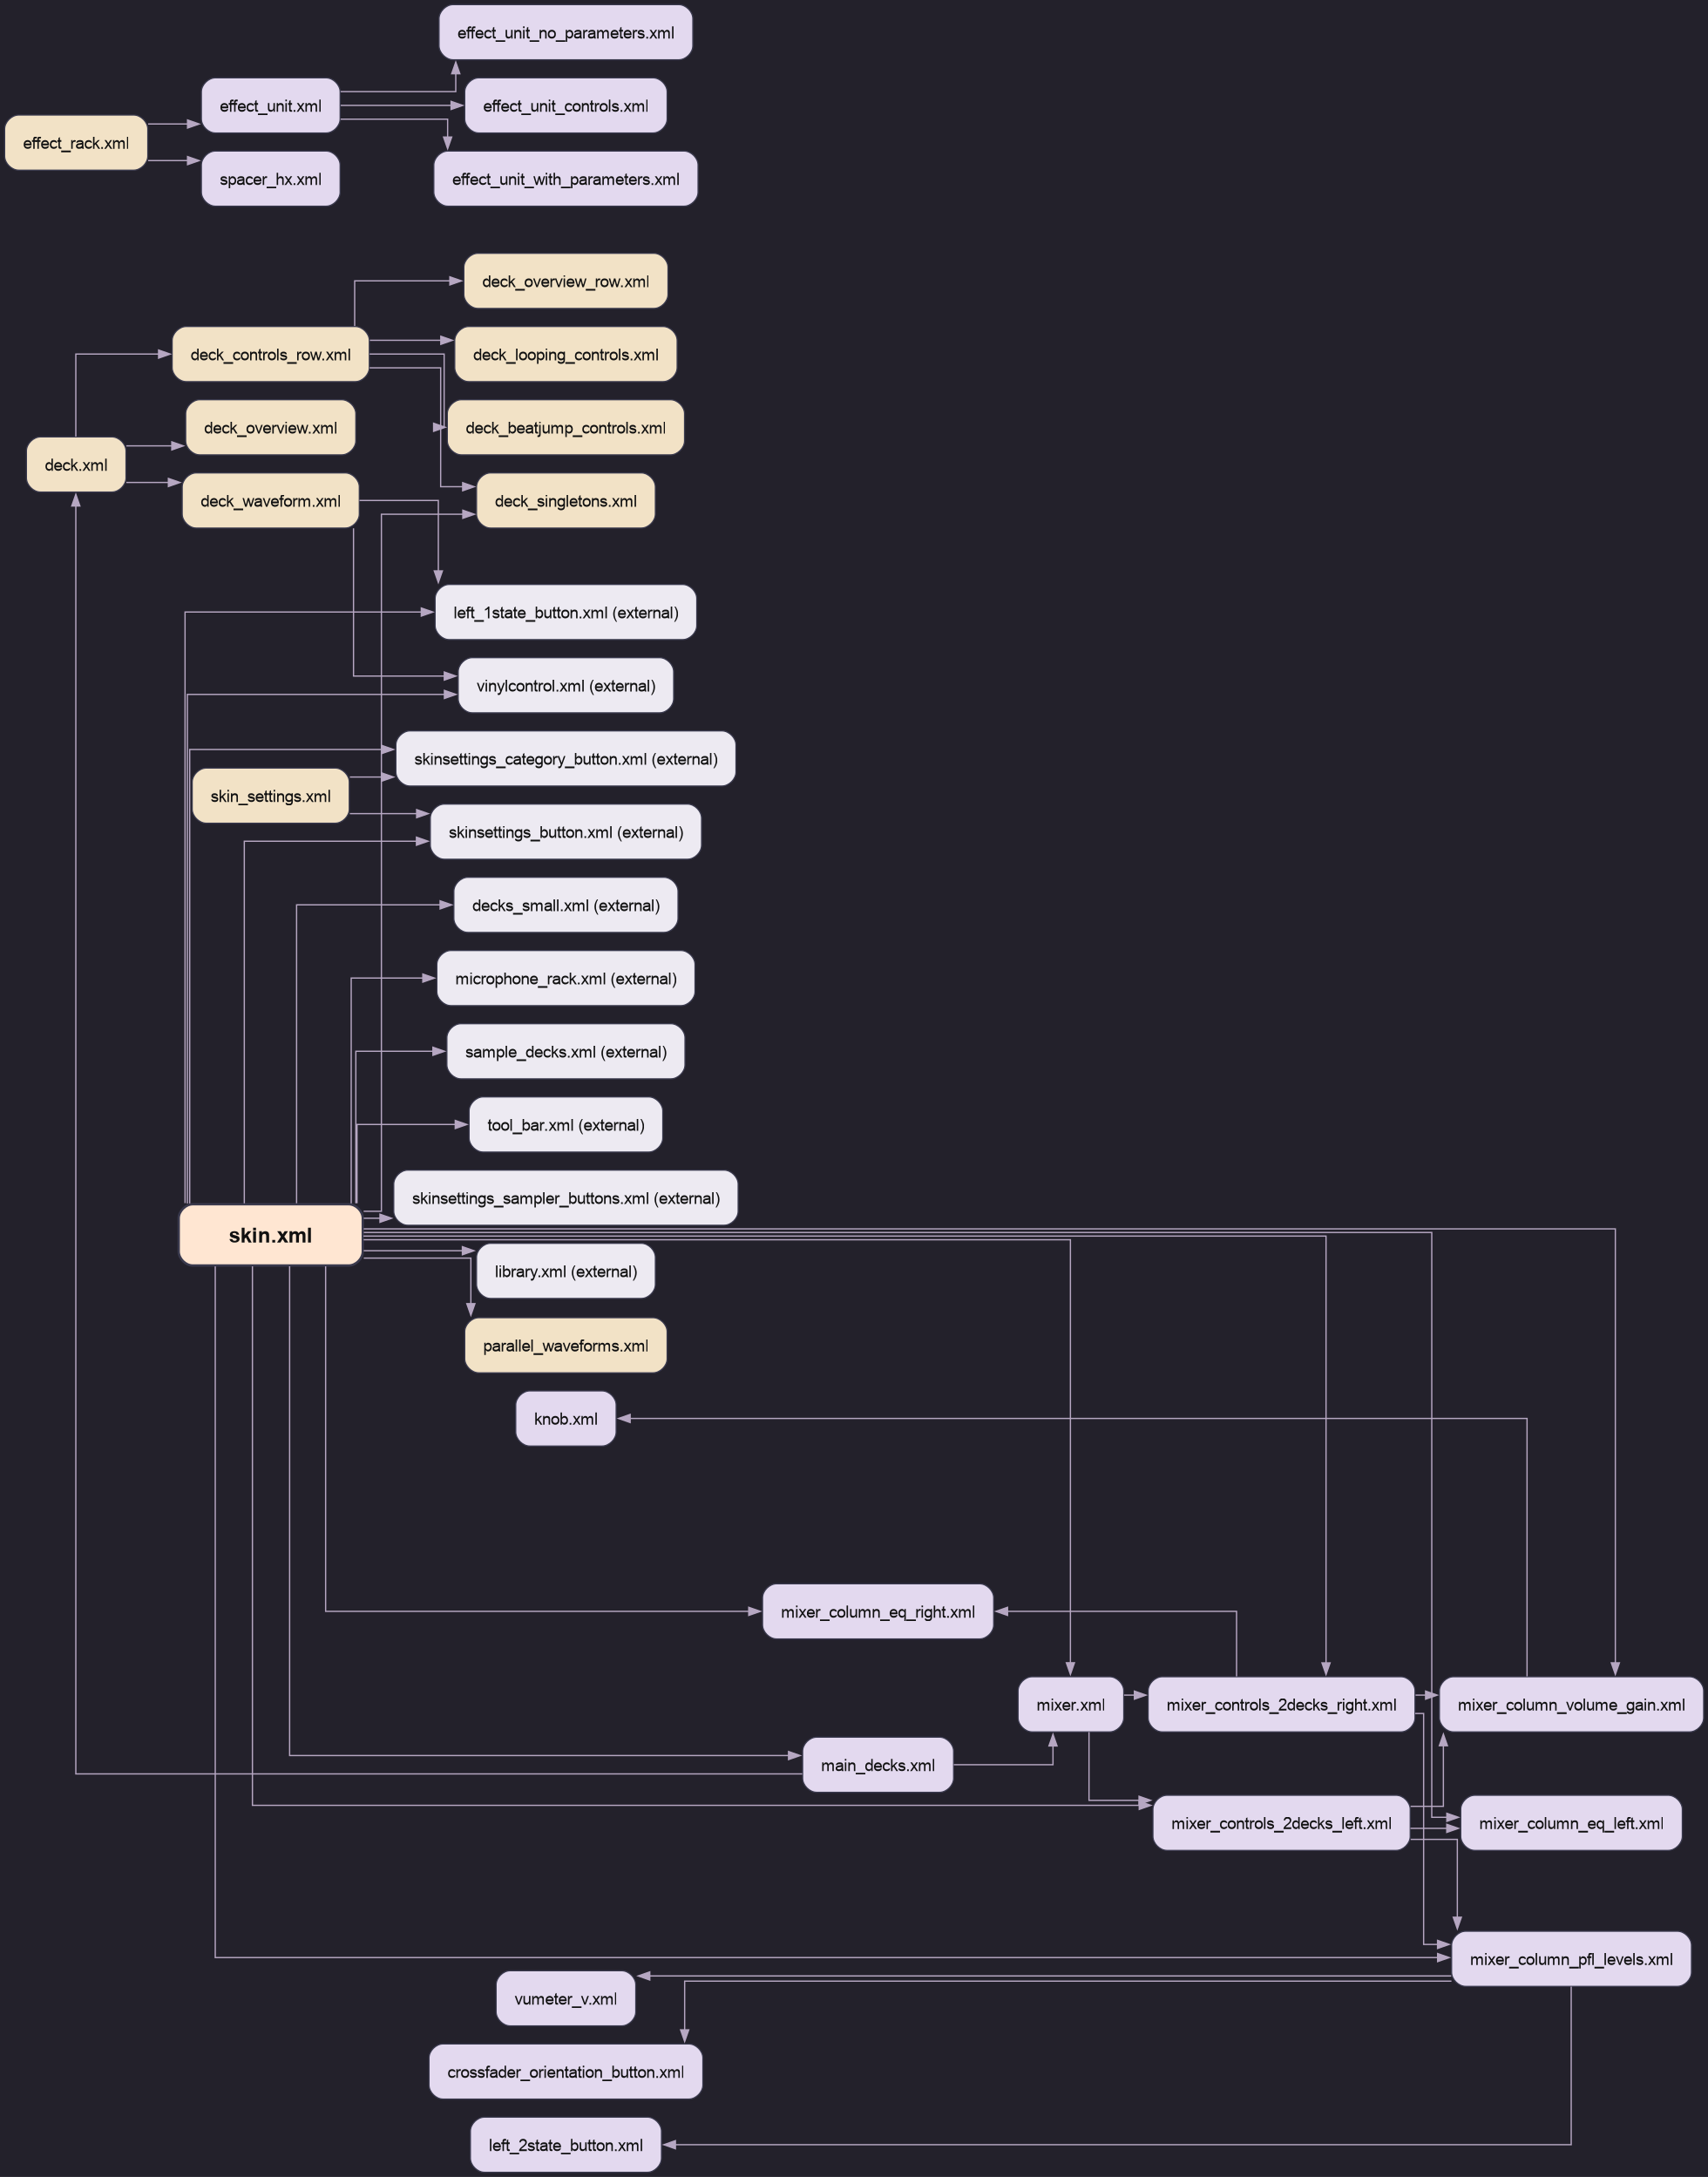 effect_unit_no_parameters.xml
effect_unit.xml
effect_unit_controls.xml
effect_rack.xml
spacer_hx.xml
effect_unit_with_parameters.xml
deck_overview_row.xml
deck_controls_row.xml
deck_looping_controls.xml
deck_overview.xml
deck_beatjump_controls.xml
deck.xml
deck_waveform.xml
deck_singletons.xml
left_1state_button.xml (external)
vinylcontrol.xml (external)
skinsettings_category_button.xml (external)
skin_settings.xml
skinsettings_button.xml (external)
decks_small.xml (external)
microphone_rack.xml (external)
sample_decks.xml (external)
tool_bar.xml (external)
skinsettings_sampler_buttons.xml (external)
skin.xml
library.xml (external)
parallel_waveforms.xml
knob.xml
mixer_column_eq_right.xml
mixer.xml
mixer_controls_2decks_right.xml
mixer_column_volume_gain.xml
main_decks.xml
mixer_controls_2decks_left.xml
mixer_column_eq_left.xml
mixer_column_pfl_levels.xml
vumeter_v.xml
crossfader_orientation_button.xml
left_2state_button.xml